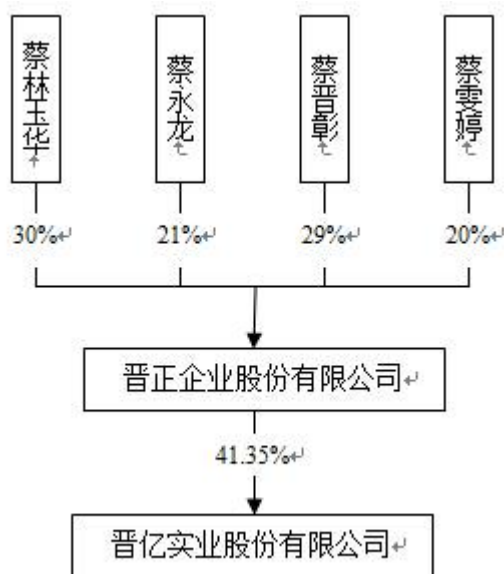 蔡林玉华
蔡永龙
蔡晋彰
蔡雯婷
30%
21%
29%
20%
晋正企业股份有限公司
41.35%
晋亿实业股份有限公司